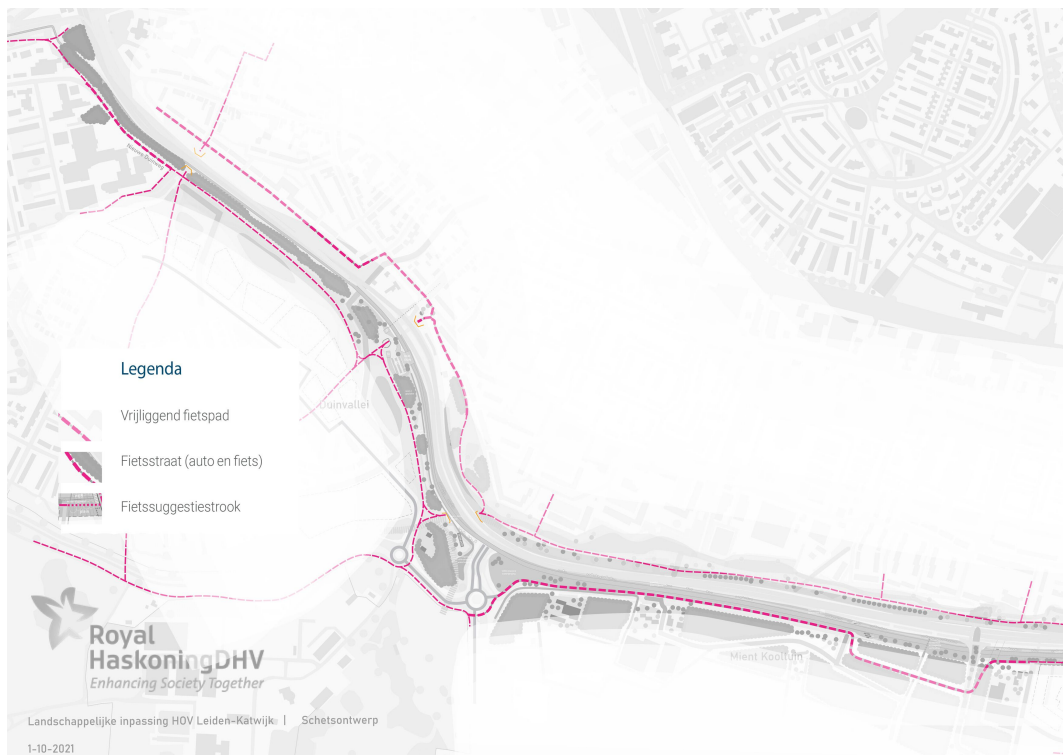 Legenda
Vrijliggend fietspad
Fietsstraat (auto en fiets)
Fietssuggestiestrook
Duinvallei
Mient Kooltuin
Royal
HaskoningDHV
Enhancing Society Together
Landschappelijke inpassing HOV Leiden-Katwijk | Schetsontwerp
1-10-2021